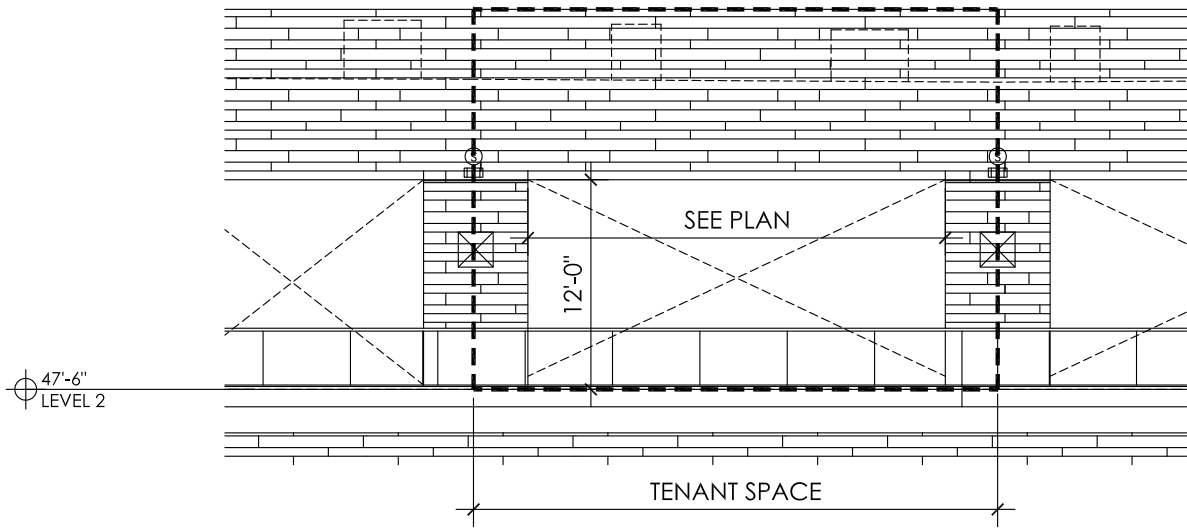 S
S
SEE PLAN
12'-0"
47'-6"
LEVEL 2
TENANT SPACE